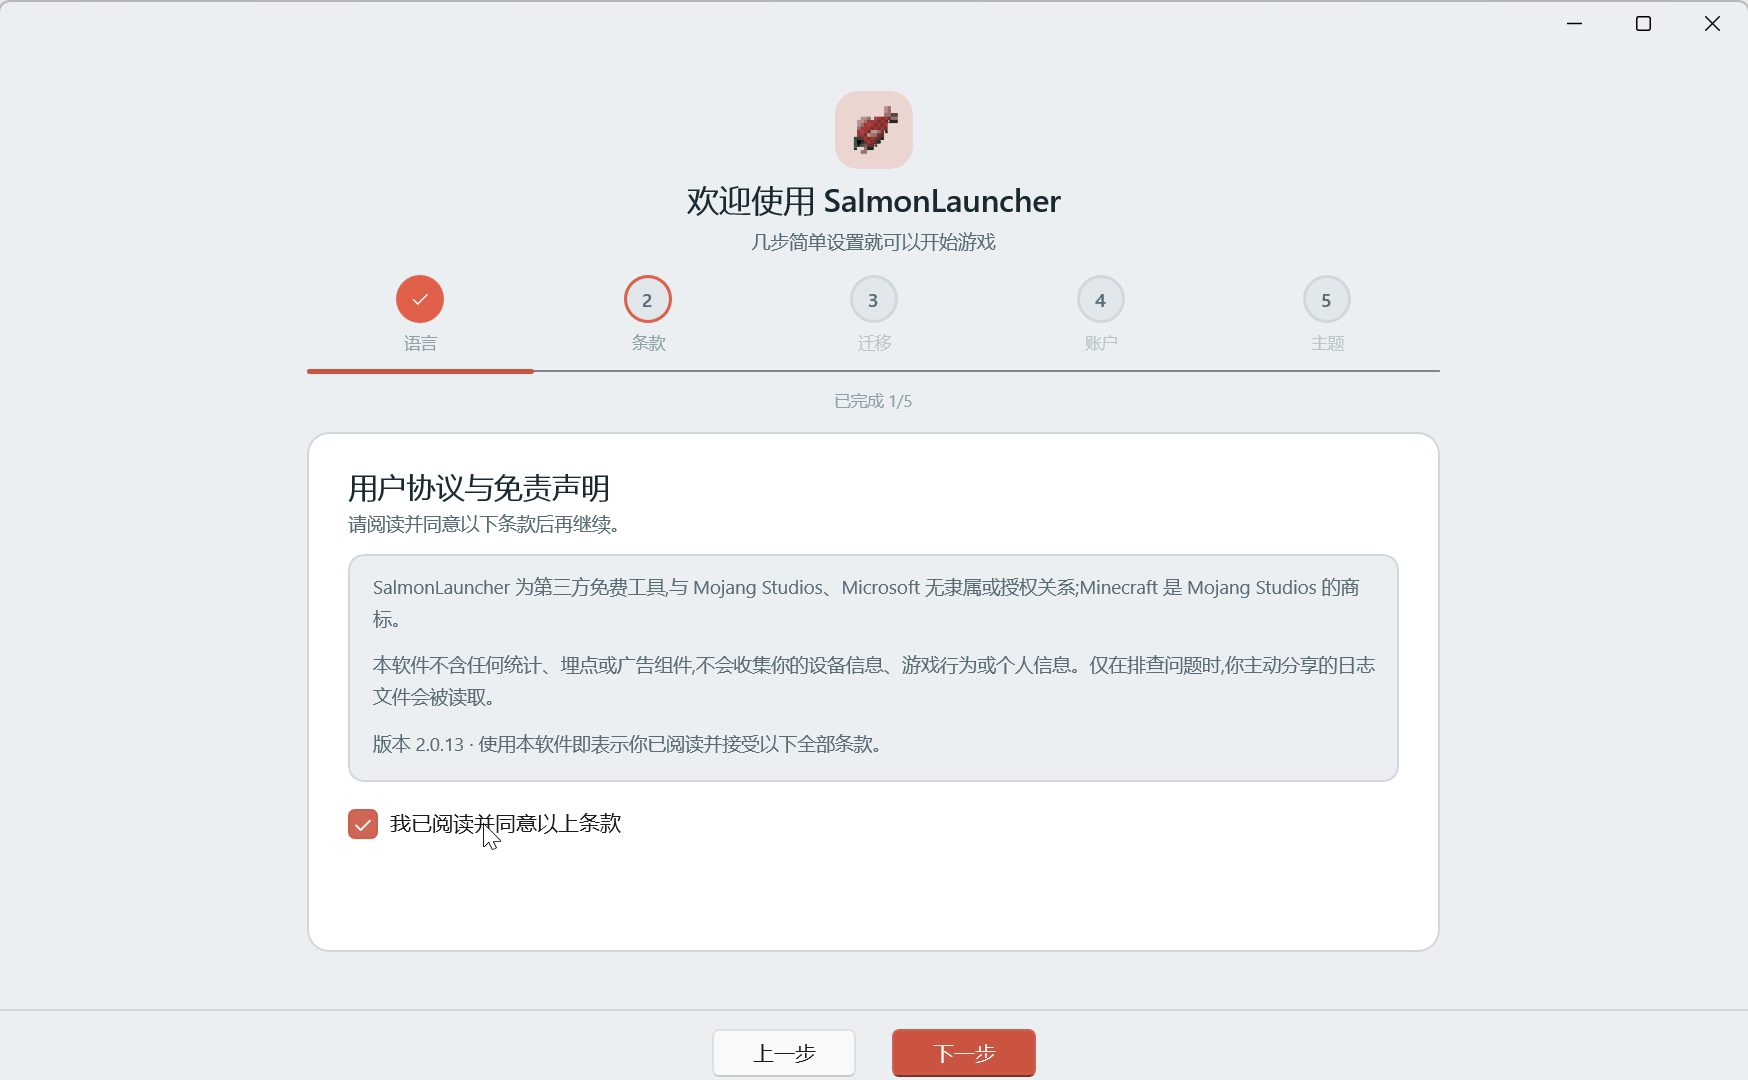 欢迎使用 SalmonLauncher
几步简单设置就可以开始游戏
2
3
4
5
语言
条款
迁移
账户
主题
已完成 1/5
用户协议与免责声明
请阅读并同意以下条款后再继续。
SalmonLauncher 为第三方免费工具,与 Mojang Studios、Microsoft 无隶属或授权关系;Minecraft 是 Mojang Studios 的商
标。
本软件不含任何统计、埋点或广告组件,不会收集你的设备信息、游戏行为或个人信息。仅在排查问题时,你主动分享的日志
文件会被读取。
版本 2.0.13 · 使用本软件即表示你已阅读并接受以下全部条款。
我已阅读并同意以上条款
上一步
下一步